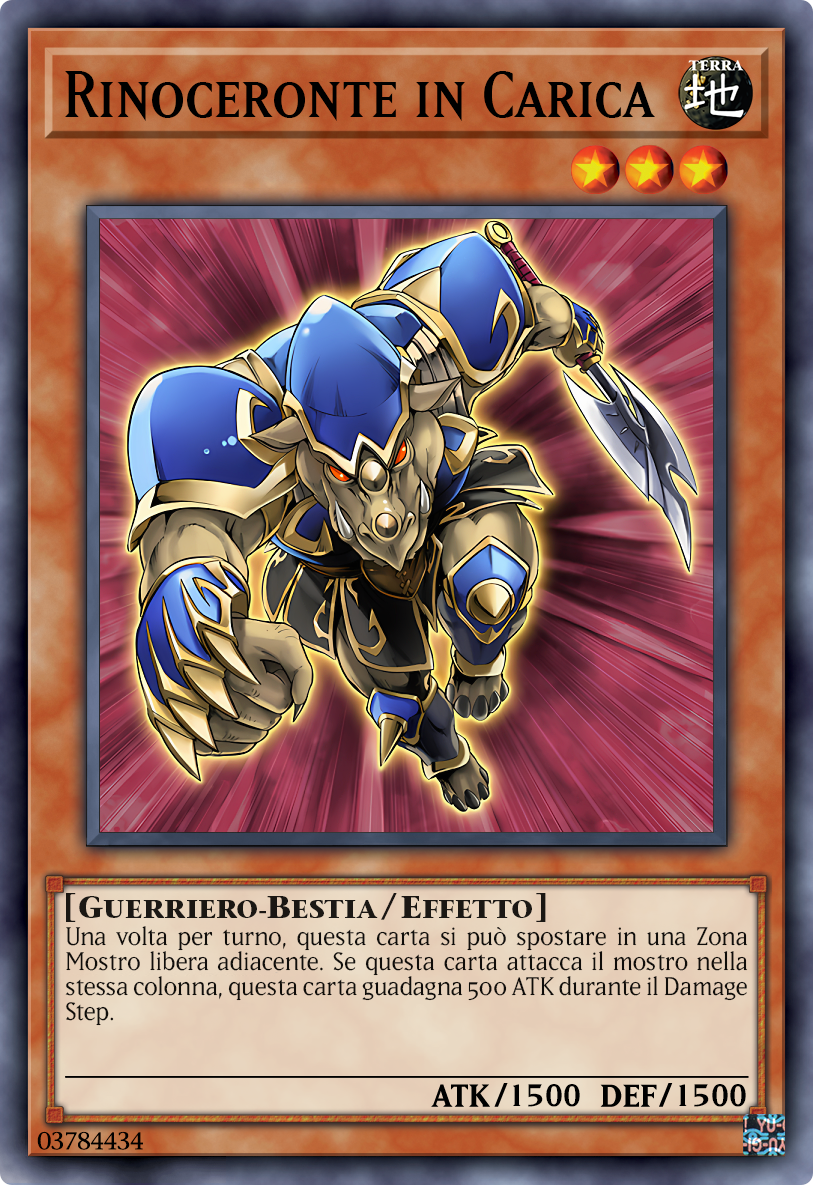 Rinoceronte in Carica
TERRA
地
[Guerriero-Bestia/Effetto]
Una volta per turno, questa carta si può spostare in una Zona
Mostro libera adiacente. Se questa carta attacca il mostro nella
stessa colonna, questa carta guadagna 500 ATK durante il Damage
Step.
ATK/1500 DEF/1500
03784434